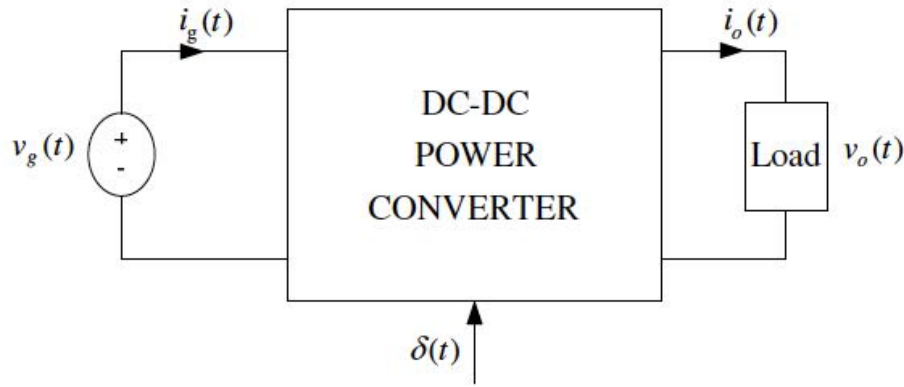 i_g(t)
i_o(t)
DC-DC
POWER
CONVERTER
+
-
v_g(t)
Load
v_o(t)
δ(t)